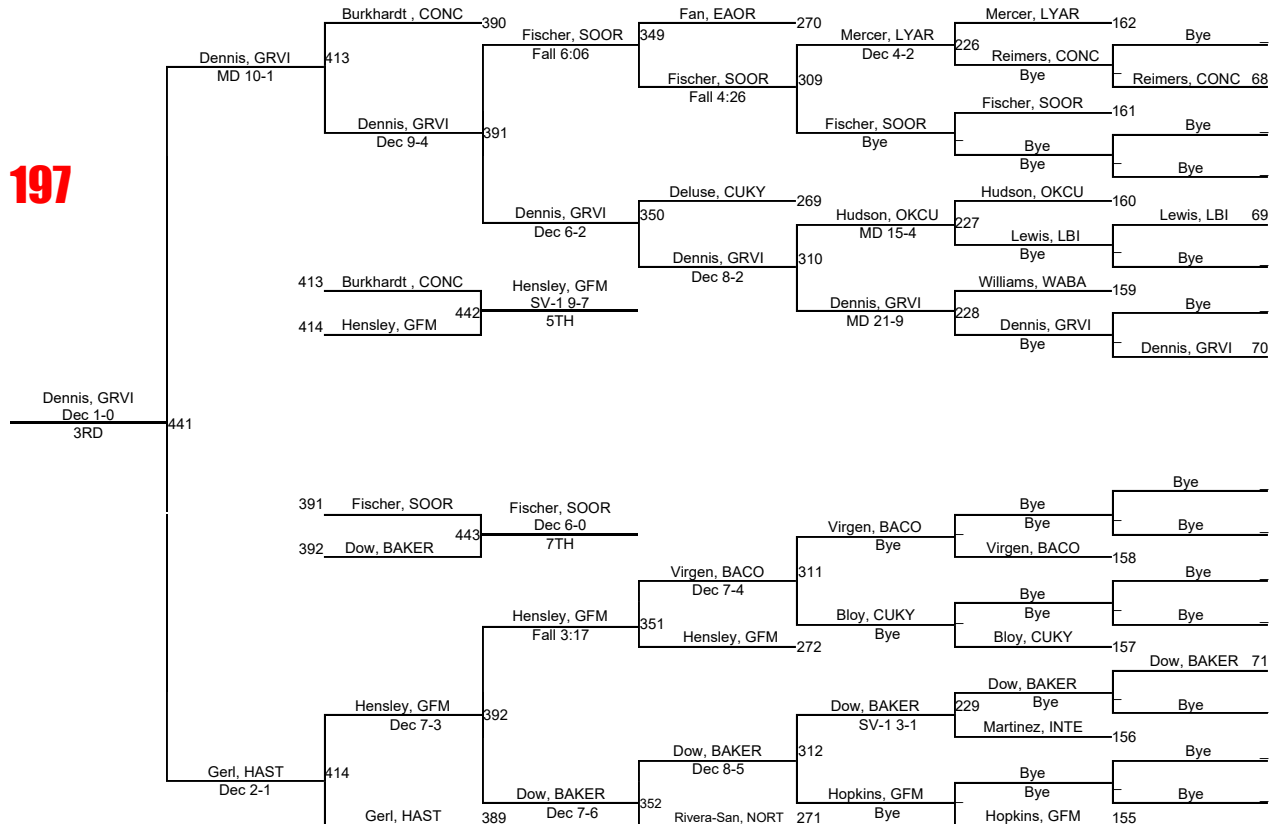 Burkhardt , CONC
390
Fan, EAOR
270
Mercer, LYAR
162
Fischer, SOOR
349
Mercer, LYAR
226
Bye
_
Dennis, GRVI
413
Fall 6:06
Dec 4-2
Reimers, CONC
MD 10-1
Fischer, SOOR
309
Bye
_
Reimers, CONC 68
Fall 4:26
Fischer, SOOR
161
Dennis, GRVI
391
Fischer, SOOR
Bye
_
Dec 9-4
Bye
_
Bye
Bye
_
Bye
_
197
Deluse, CUKY
269
Hudson, OKCU
160
Dennis, GRVI
350
Hudson, OKCU
227
Lewis, LBI 69
Dec 6-2
MD 15-4
Lewis, LBI
Dennis, GRVI
310
Bye
_
Bye
_
Dec 8-2
413 Burkhardt , CONC
Hensley, GFM
Williams, WABA
159
442
SV-1 9-7
Dennis, GRVI
228
Bye
_
414 Hensley, GFM
5TH
MD 21-9
Dennis, GRVI
Bye
_
Dennis, GRVI 70
Dennis, GRVI
Dec 1-0
441
3RD
Bye
_
391 Fischer, SOOR
Fischer, SOOR
Bye
443
Dec 6-0
Virgen, BACO
Bye
Bye
_
392 Dow, BAKER
7TH
Bye
_
Virgen, BACO
158
Virgen, BACO
311
Bye
_
Dec 7-4
Bye
Hensley, GFM
351
Bloy, CUKY
Bye
Bye
_
Fall 3:17
Hensley, GFM
272
Bye
_
Bloy, CUKY
157
Dow, BAKER 71
Dow, BAKER
Hensley, GFM
392
Dow, BAKER
229
Bye
_
Bye
_
Dec 7-3
SV-1 3-1
Martinez, INTE
156
Dow, BAKER
312
Bye
_
Gerl, HAST
414
Dec 8-5
Bye
Dec 2-1
Dow, BAKER
352
Hopkins, GFM
_
Bye
_
Bye
_
Gerl, HAST
389
Dec 7-6
Rivera-San, NORT
271
Bye
Hopkins, GFM
155